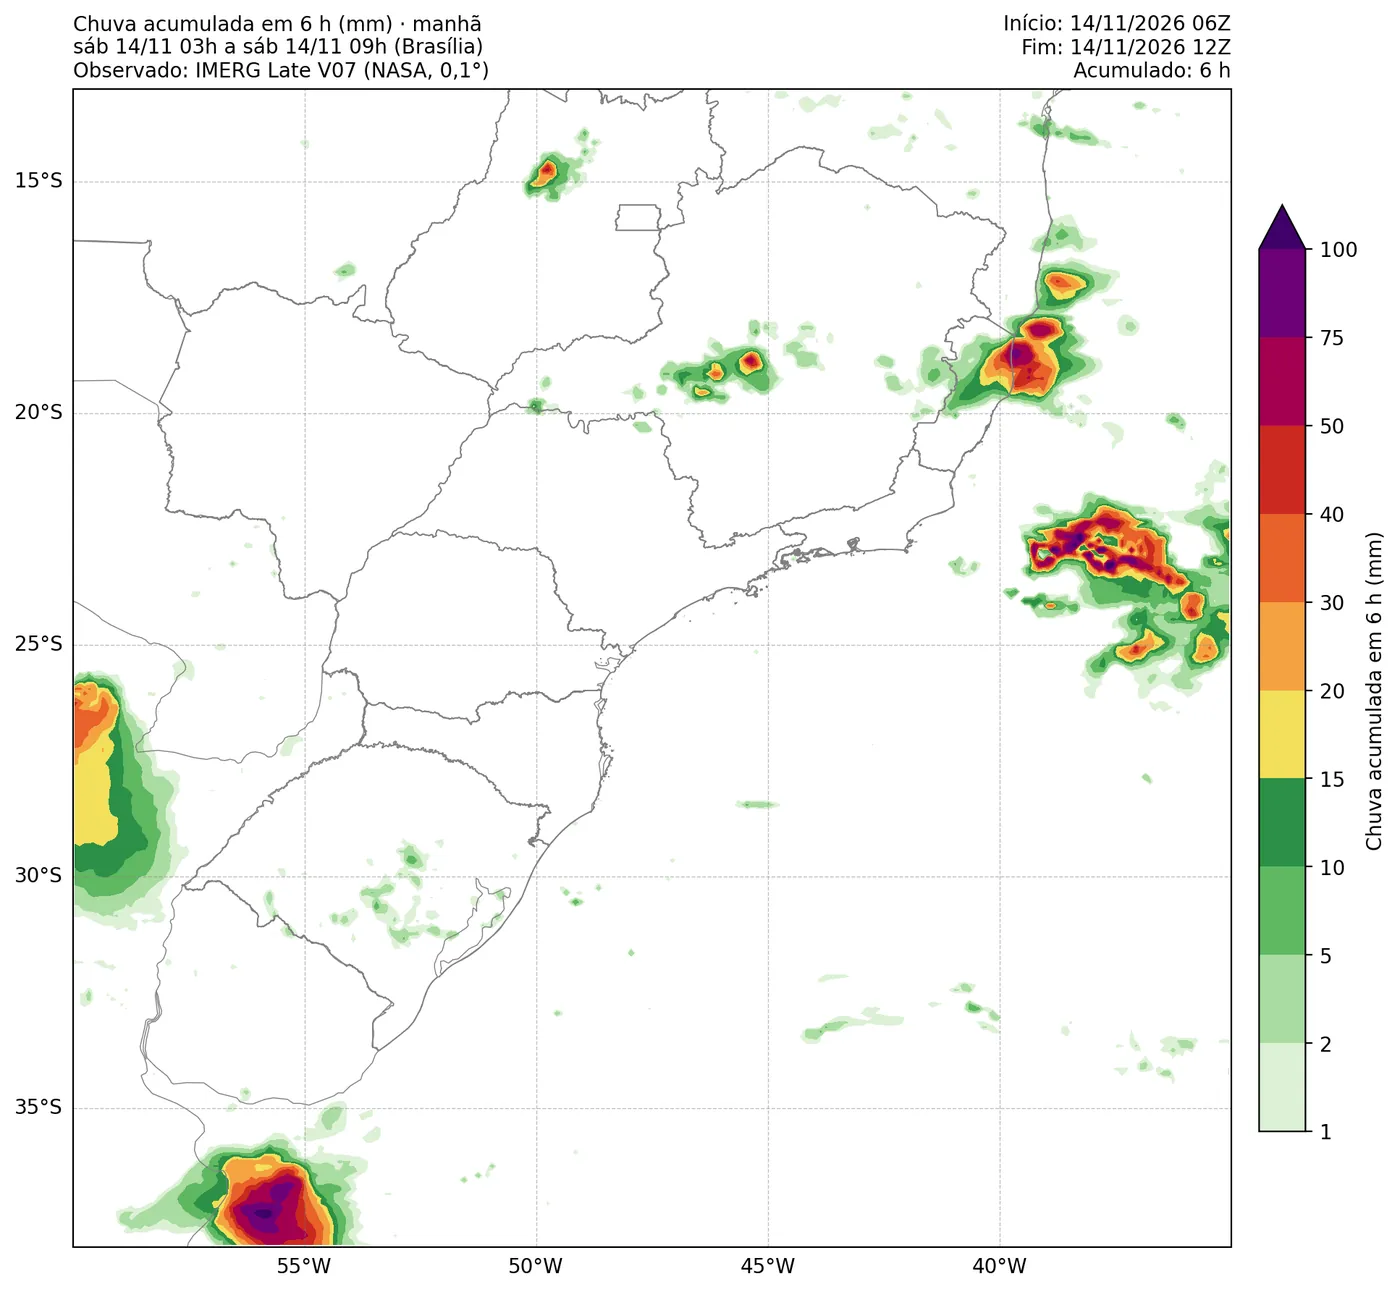 Chuva acumulada em 6 h (mm) · manhã
sáb 14/11 03h a sáb 14/11 09h (Brasília)
Observado: IMERG Late V07 (NASA, 0,1°)
Início: 14/11/2026 06Z
Fim: 14/11/2026 12Z
Acumulado: 6 h
15°S
20°S
25°S
30°S
35°S
55°W
50°W
45°W
40°W
100
75
50
40
30
20
15
10
5
2
1
Chuva acumulada em 6 h (mm)